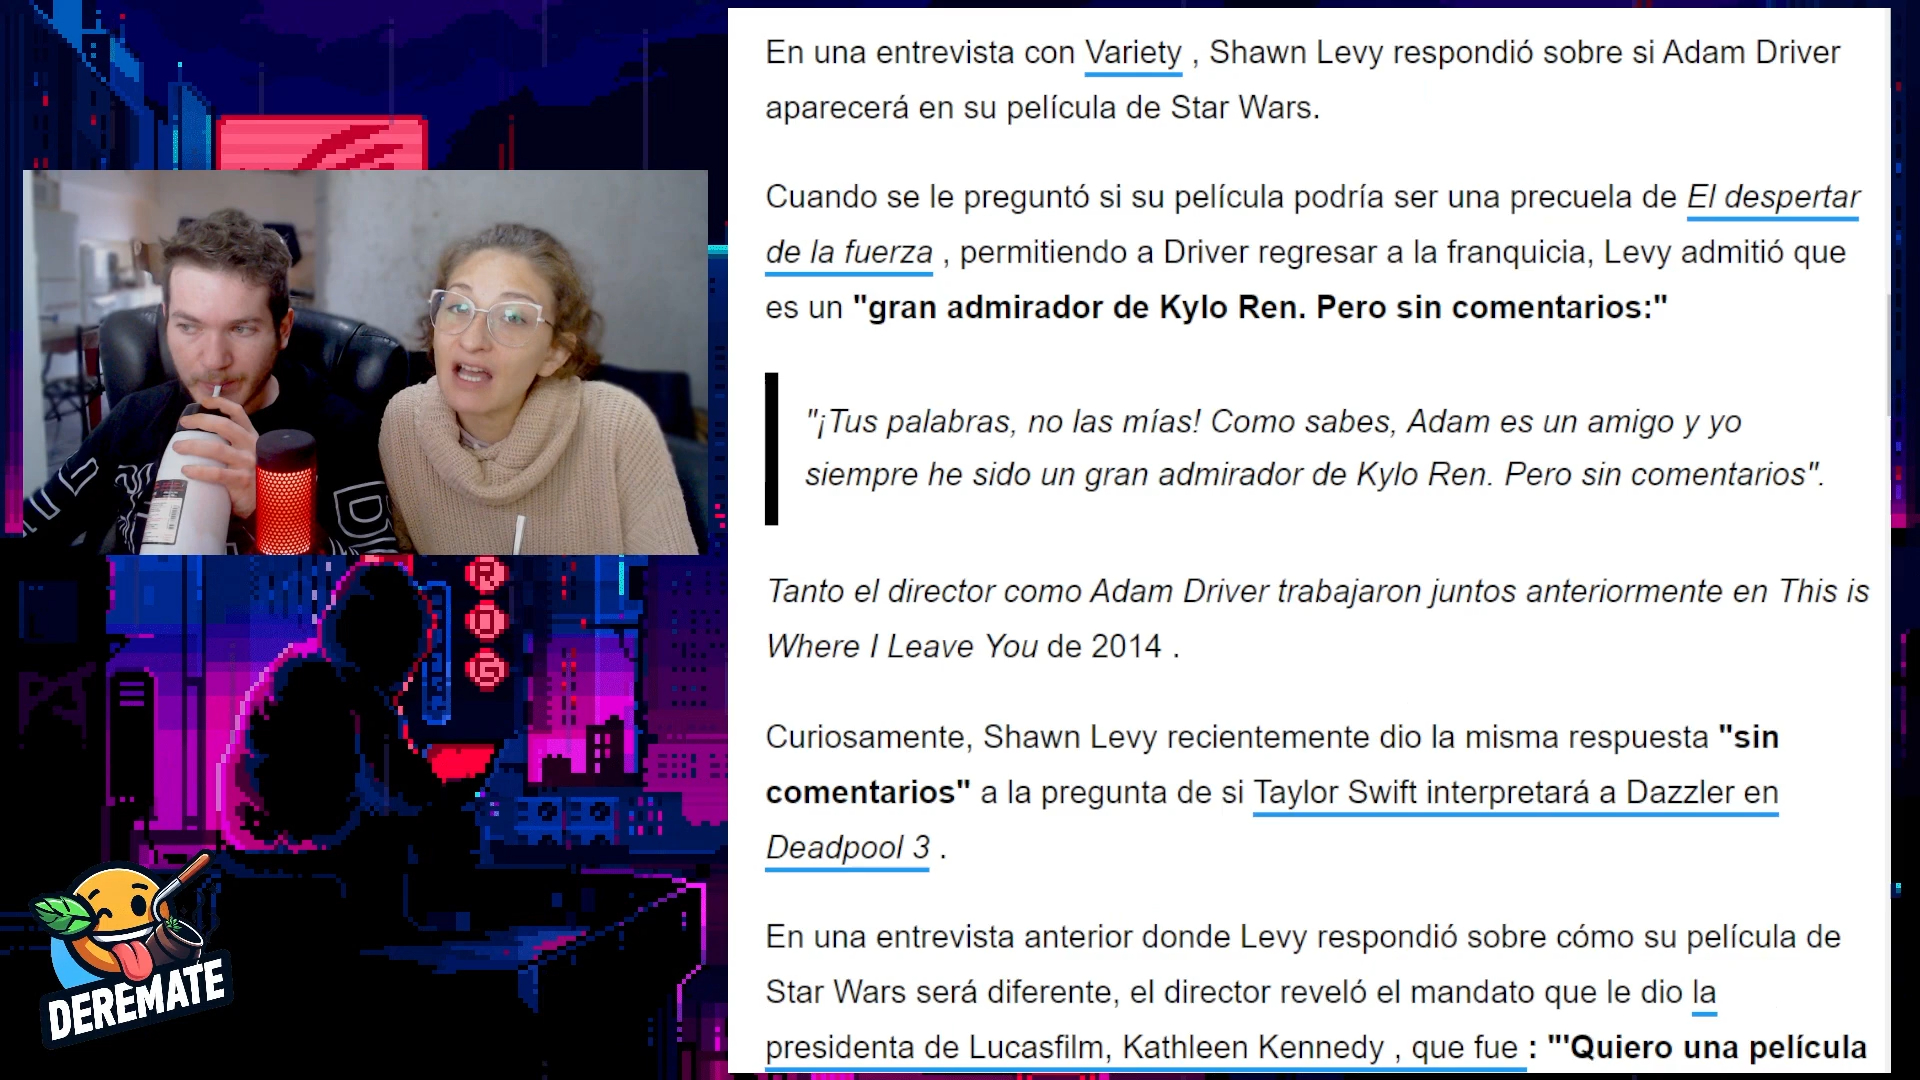 En una entrevista con Variety , Shawn Levy respondió sobre si Adam Driver
aparecerá en su película de Star Wars.
Cuando se le preguntó si su película podría ser una precuela de El despertar
de la fuerza , permitiendo a Driver regresar a la franquicia, Levy admitió que
es un "gran admirador de Kylo Ren. Pero sin comentarios:"
"¡Tus palabras, no las mías! Como sabes, Adam es un amigo y yo
siempre he sido un gran admirador de Kylo Ren. Pero sin comentarios".
Tanto el director como Adam Driver trabajaron juntos anteriormente en This is
Where I Leave You de 2014 .
Curiosamente, Shawn Levy recientemente dio la misma respuesta "sin
comentarios" a la pregunta de si Taylor Swift interpretará a Dazzler en
Deadpool 3 .
En una entrevista anterior donde Levy respondió sobre cómo su película de
Star Wars será diferente, el director reveló el mandato que le dio la
presidenta de Lucasfilm, Kathleen Kennedy , que fue : "'Quiero una película
DEREMATE